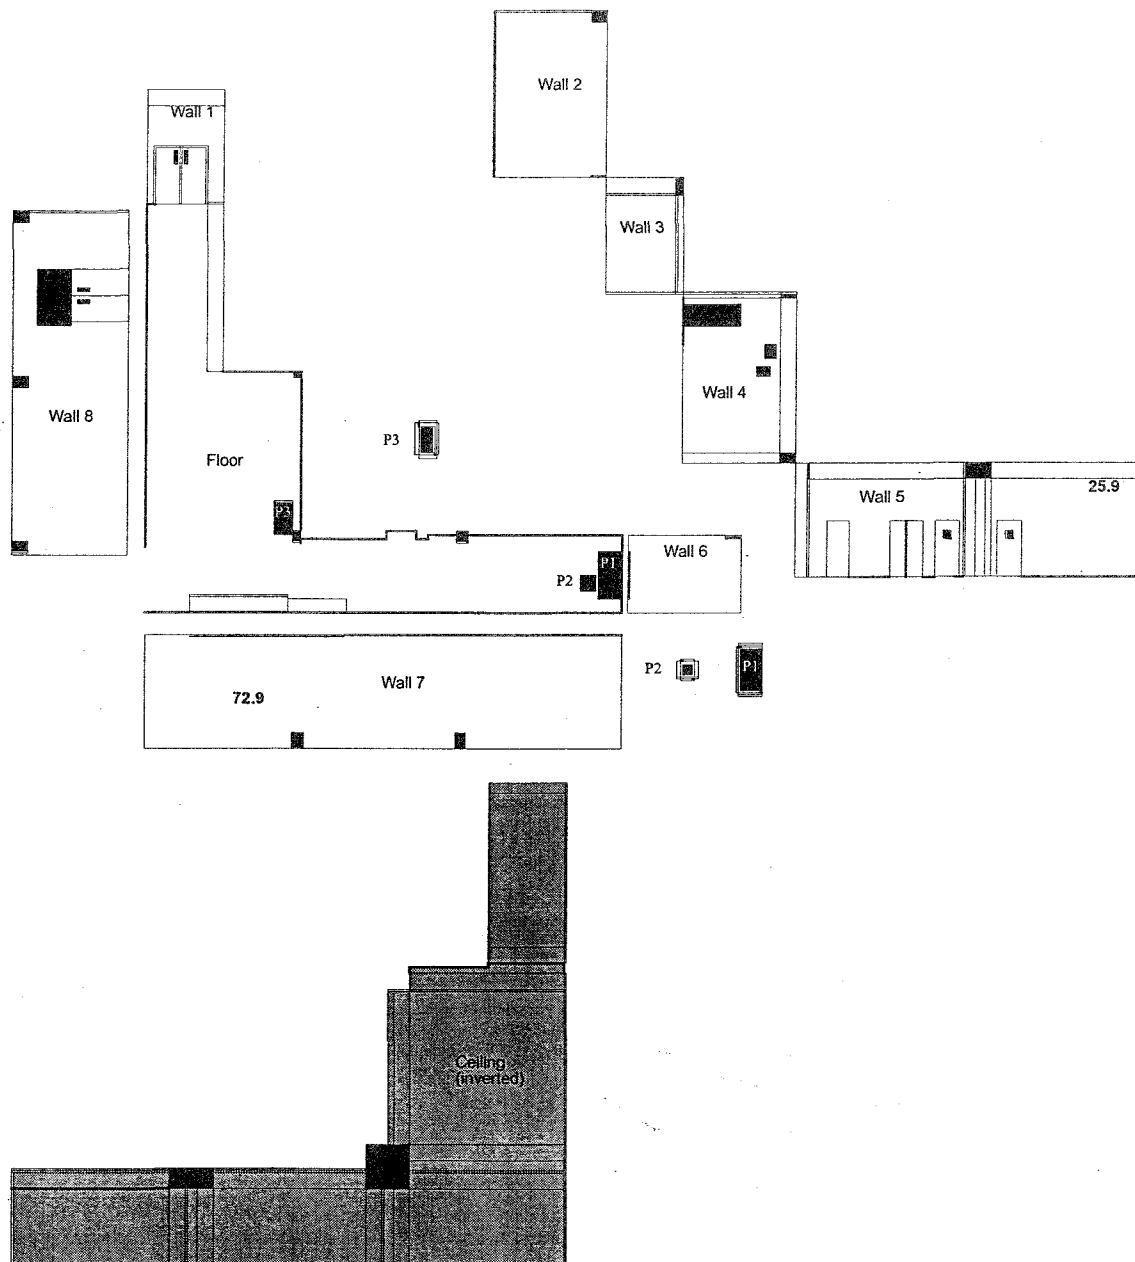 Wall 2
Wall 1
Wall 3
Wall 4
Wall 8
P3
Floor
25.9
Wall 5
P3
Wall 6
P1
P2
P2
P1
Wall 7
72.9
Ceiling
(inverted)